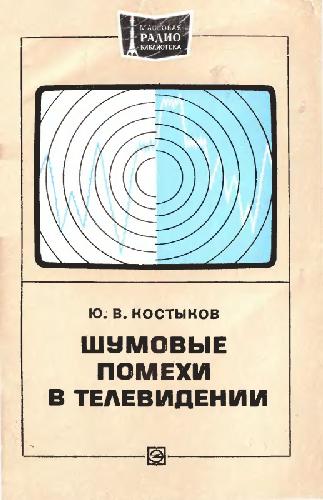 МАССОВАЯ
РАДИО
БИБЛИОТЕКА
Ю. В. КОСТЫКОВ
ШУМОВЫЕ
ПОМЕХИ
В ТЕЛЕВИДЕНИИ